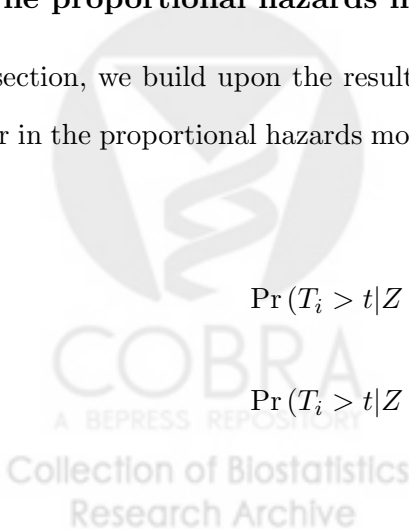 he proportional hazards m
section, we build upon the result
r in the proportional hazards mo
Pr (T_i > t|Z
COBRA
Pr (T_i > t|Z
A BEPRESS REPOSITORY
Collection of Biostatistics
Research Archive